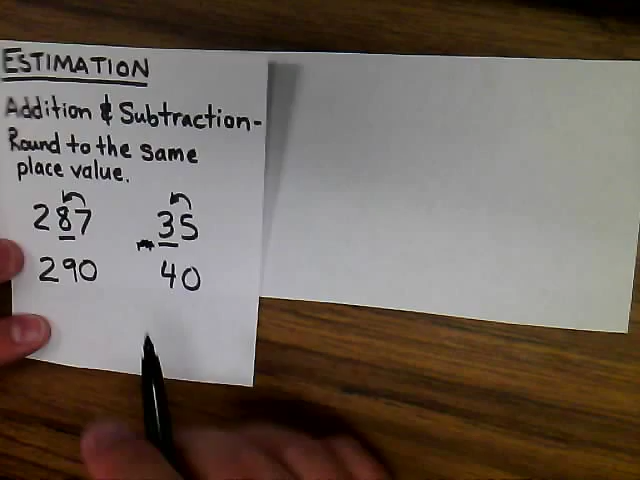 ESTIMATION
Addition & Subtraction-
Round to the same
place value.
287 35
290 40